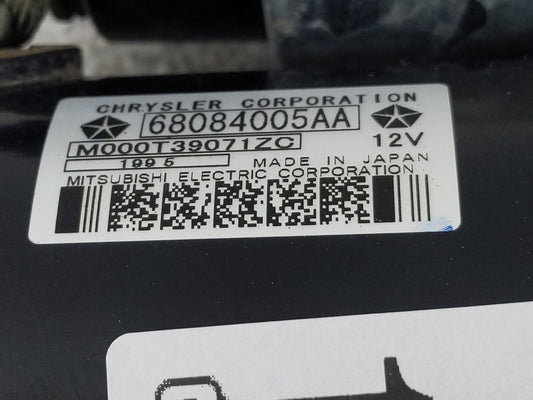 CHRYSLER CORPORATION
68084005AA
M000T39071ZC 12V
1995 MADE IN JAPAN
MITSUBISHI ELECTRIC CORPORATION